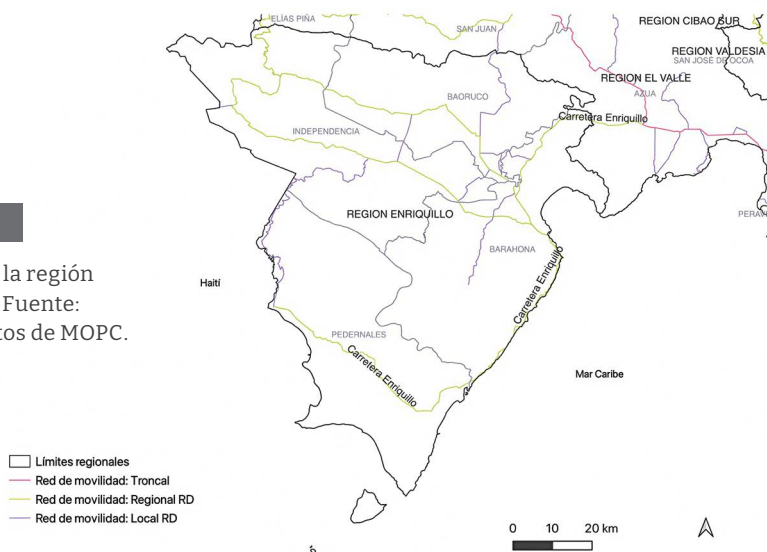 ELÍAS PIÑA
SAN JUAN
REGION CIBAO SUR
REGION VALDESIA
SAN JOSÉ DE OCOA
REGION EL VALLE
AZUA
BAORUCO
Carretera Enriquillo
INDEPENDENCIA
REGION ENRIQUILLO
PERAV
BARAHONA
la región
Fuente:
tos de MOPC.
Haití
Carretera Enriquillo
PEDERNALES
Carretera Enriquillo
Mar Caribe
Límites regionales
Red de movilidad: Troncal
Red de movilidad: Regional RD
Red de movilidad: Local RD
0 10 20 km